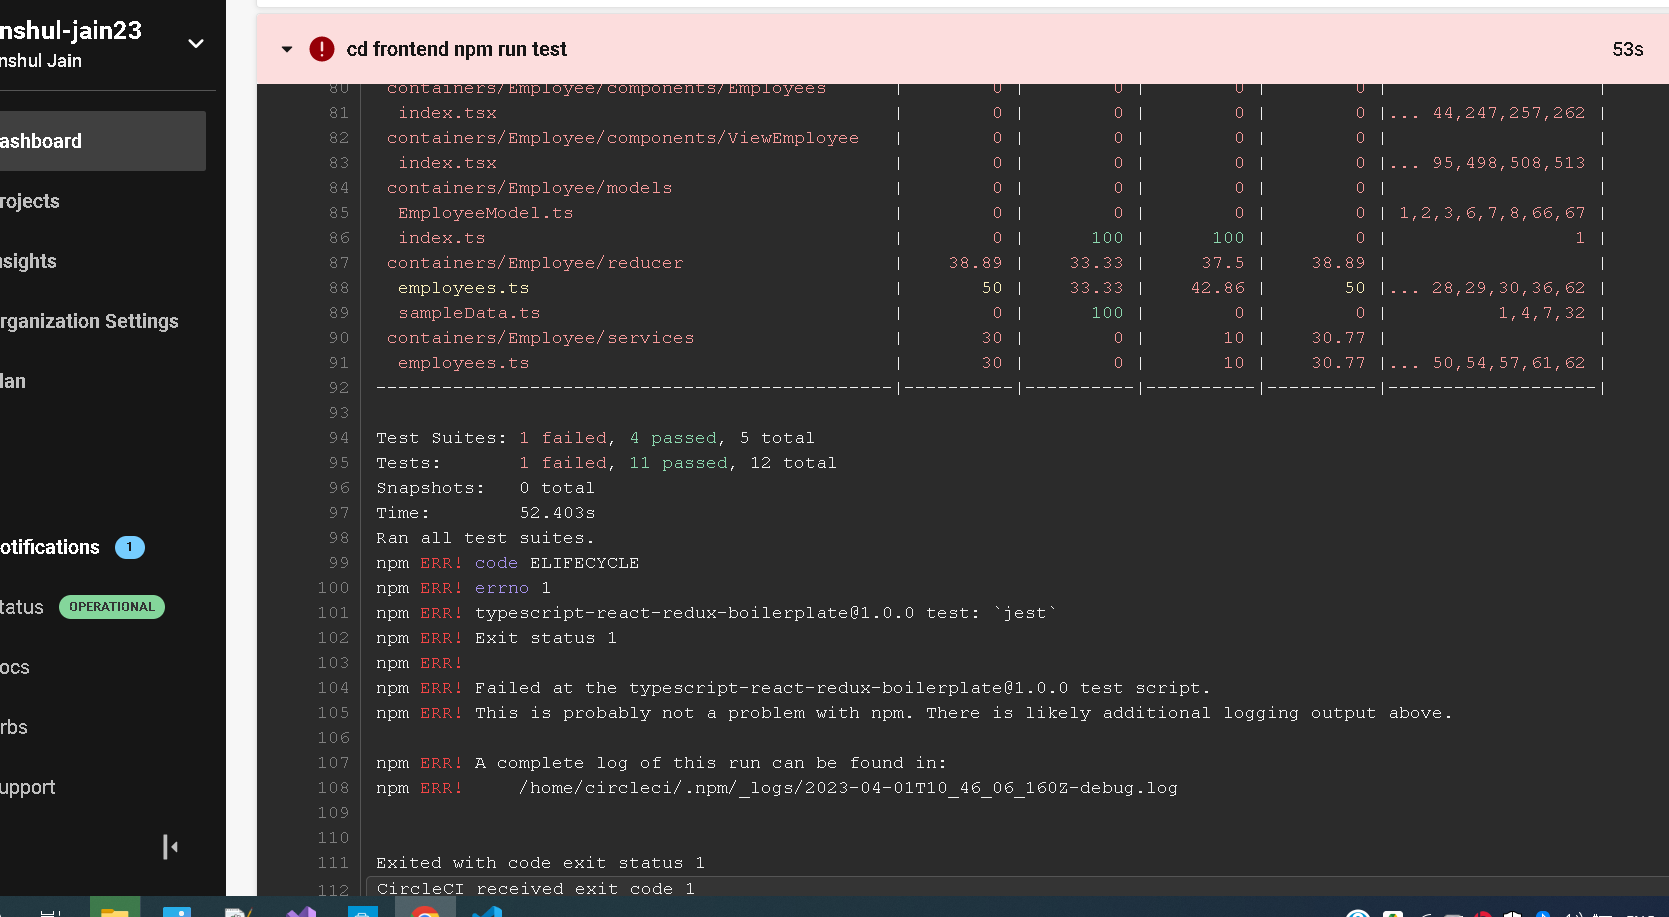 nshul-jain23
nshul Jain
ashboard
rojects
nsights
rganization Settings
lan
otifications 1
tatus OPERATIONAL
ocs
rbs
upport
cd frontend npm run test 53s
80 containers/Employee/components/Employees | 0 | 0 | 0 | 0 | |
81 index.tsx | 0 | 0 | 0 | 0 |... 44,247,257,262 |
82 containers/Employee/components/ViewEmployee | 0 | 0 | 0 | 0 | |
83 index.tsx | 0 | 0 | 0 | 0 |... 95,498,508,513 |
84 containers/Employee/models | 0 | 0 | 0 | 0 | |
85 EmployeeModel.ts | 0 | 0 | 0 | 0 | 1,2,3,6,7,8,66,67 |
86 index.ts | 0 | 100 | 100 | 0 | 1 |
87 containers/Employee/reducer | 38.89 | 33.33 | 37.5 | 38.89 | |
88 employees.ts | 50 | 33.33 | 42.86 | 50 |... 28,29,30,36,62 |
89 sampleData.ts | 0 | 100 | 0 | 0 | 1,4,7,32 |
90 containers/Employee/services | 30 | 0 | 10 | 30.77 | |
91 employees.ts | 30 | 0 | 10 | 30.77 |... 50,54,57,61,62 |
92 -----------------------------------------------|----------|----------|----------|----------|-------------------|
93
94 Test Suites: 1 failed, 4 passed, 5 total
95 Tests: 1 failed, 11 passed, 12 total
96 Snapshots: 0 total
97 Time: 52.403s
98 Ran all test suites.
99 npm ERR! code ELIFECYCLE
100 npm ERR! errno 1
101 npm ERR! typescript-react-redux-boilerplate@1.0.0 test: `jest`
102 npm ERR! Exit status 1
103 npm ERR!
104 npm ERR! Failed at the typescript-react-redux-boilerplate@1.0.0 test script.
105 npm ERR! This is probably not a problem with npm. There is likely additional logging output above.
106
107 npm ERR! A complete log of this run can be found in:
108 npm ERR! /home/circleci/.npm/_logs/2023-04-01T10_46_06_160Z-debug.log
109
110
111 Exited with code exit status 1
112 CircleCI received exit code 1